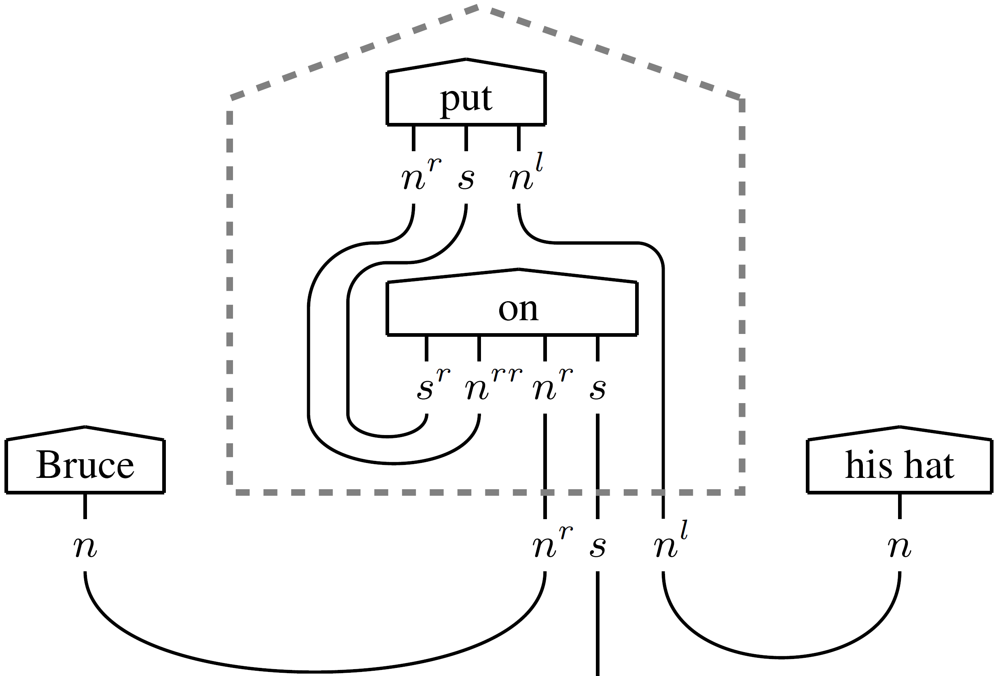 put
n^r s n^l
on
s^r n^{rr} n^r s
Bruce his hat
n n^r s n^l n